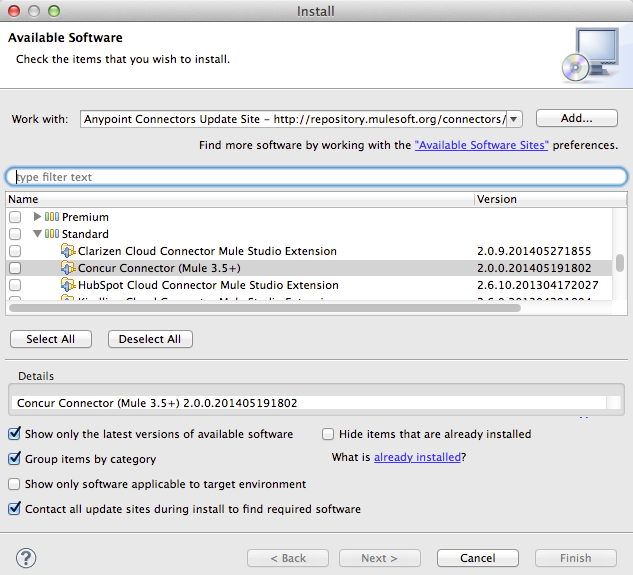 Install
Available Software
Check the items that you wish to install.
Work with: Anypoint Connectors Update Site – http://repository.mulesoft.org/connectors/ Add...
Find more software by working with the "Available Software Sites" preferences.
type filter text
Name Version
Premium
Standard
Clarizen Cloud Connector Mule Studio Extension 2.0.9.201405271855
Concur Connector (Mule 3.5+) 2.0.0.201405191802
HubSpot Cloud Connector Mule Studio Extension 2.6.10.201304172027
Cloud Connector Mule Studio Extension
Select All Deselect All
Details
Concur Connector (Mule 3.5+) 2.0.0.201405191802
Show only the latest versions of available software Hide items that are already installed
Group items by category What is already installed?
Show only software applicable to target environment
Contact all update sites during install to find required software
? < Back Next > Cancel Finish